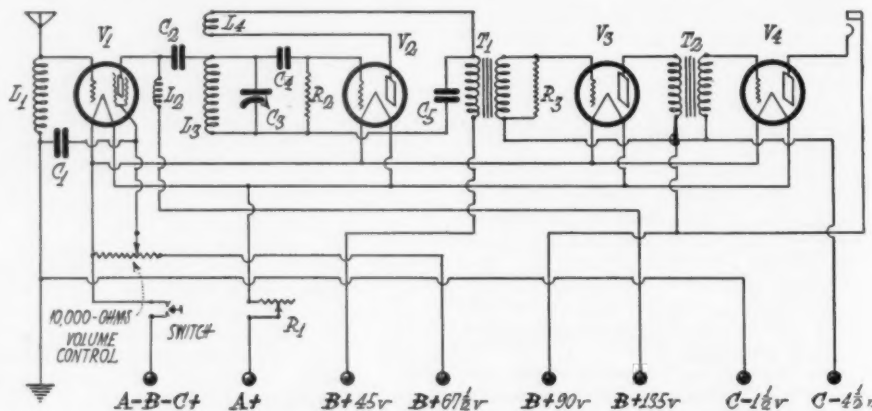 V1
C2
L4
V2
T1
V3
T2
V4
L1
L2
L3
C3
C4
R2
C5
R3
C1
10,000-OHMS
VOLUME
CONTROL
SWITCH
R1
A-B-C+
A+
B+45v
B+67½v
B+90v
B+135v
C-1½v
C-4½v